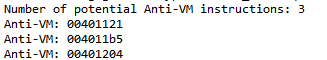 Number of potential Anti-VM instructions: 3
Anti-VM: 00401121
Anti-VM: 004011b5
Anti-VM: 00401204